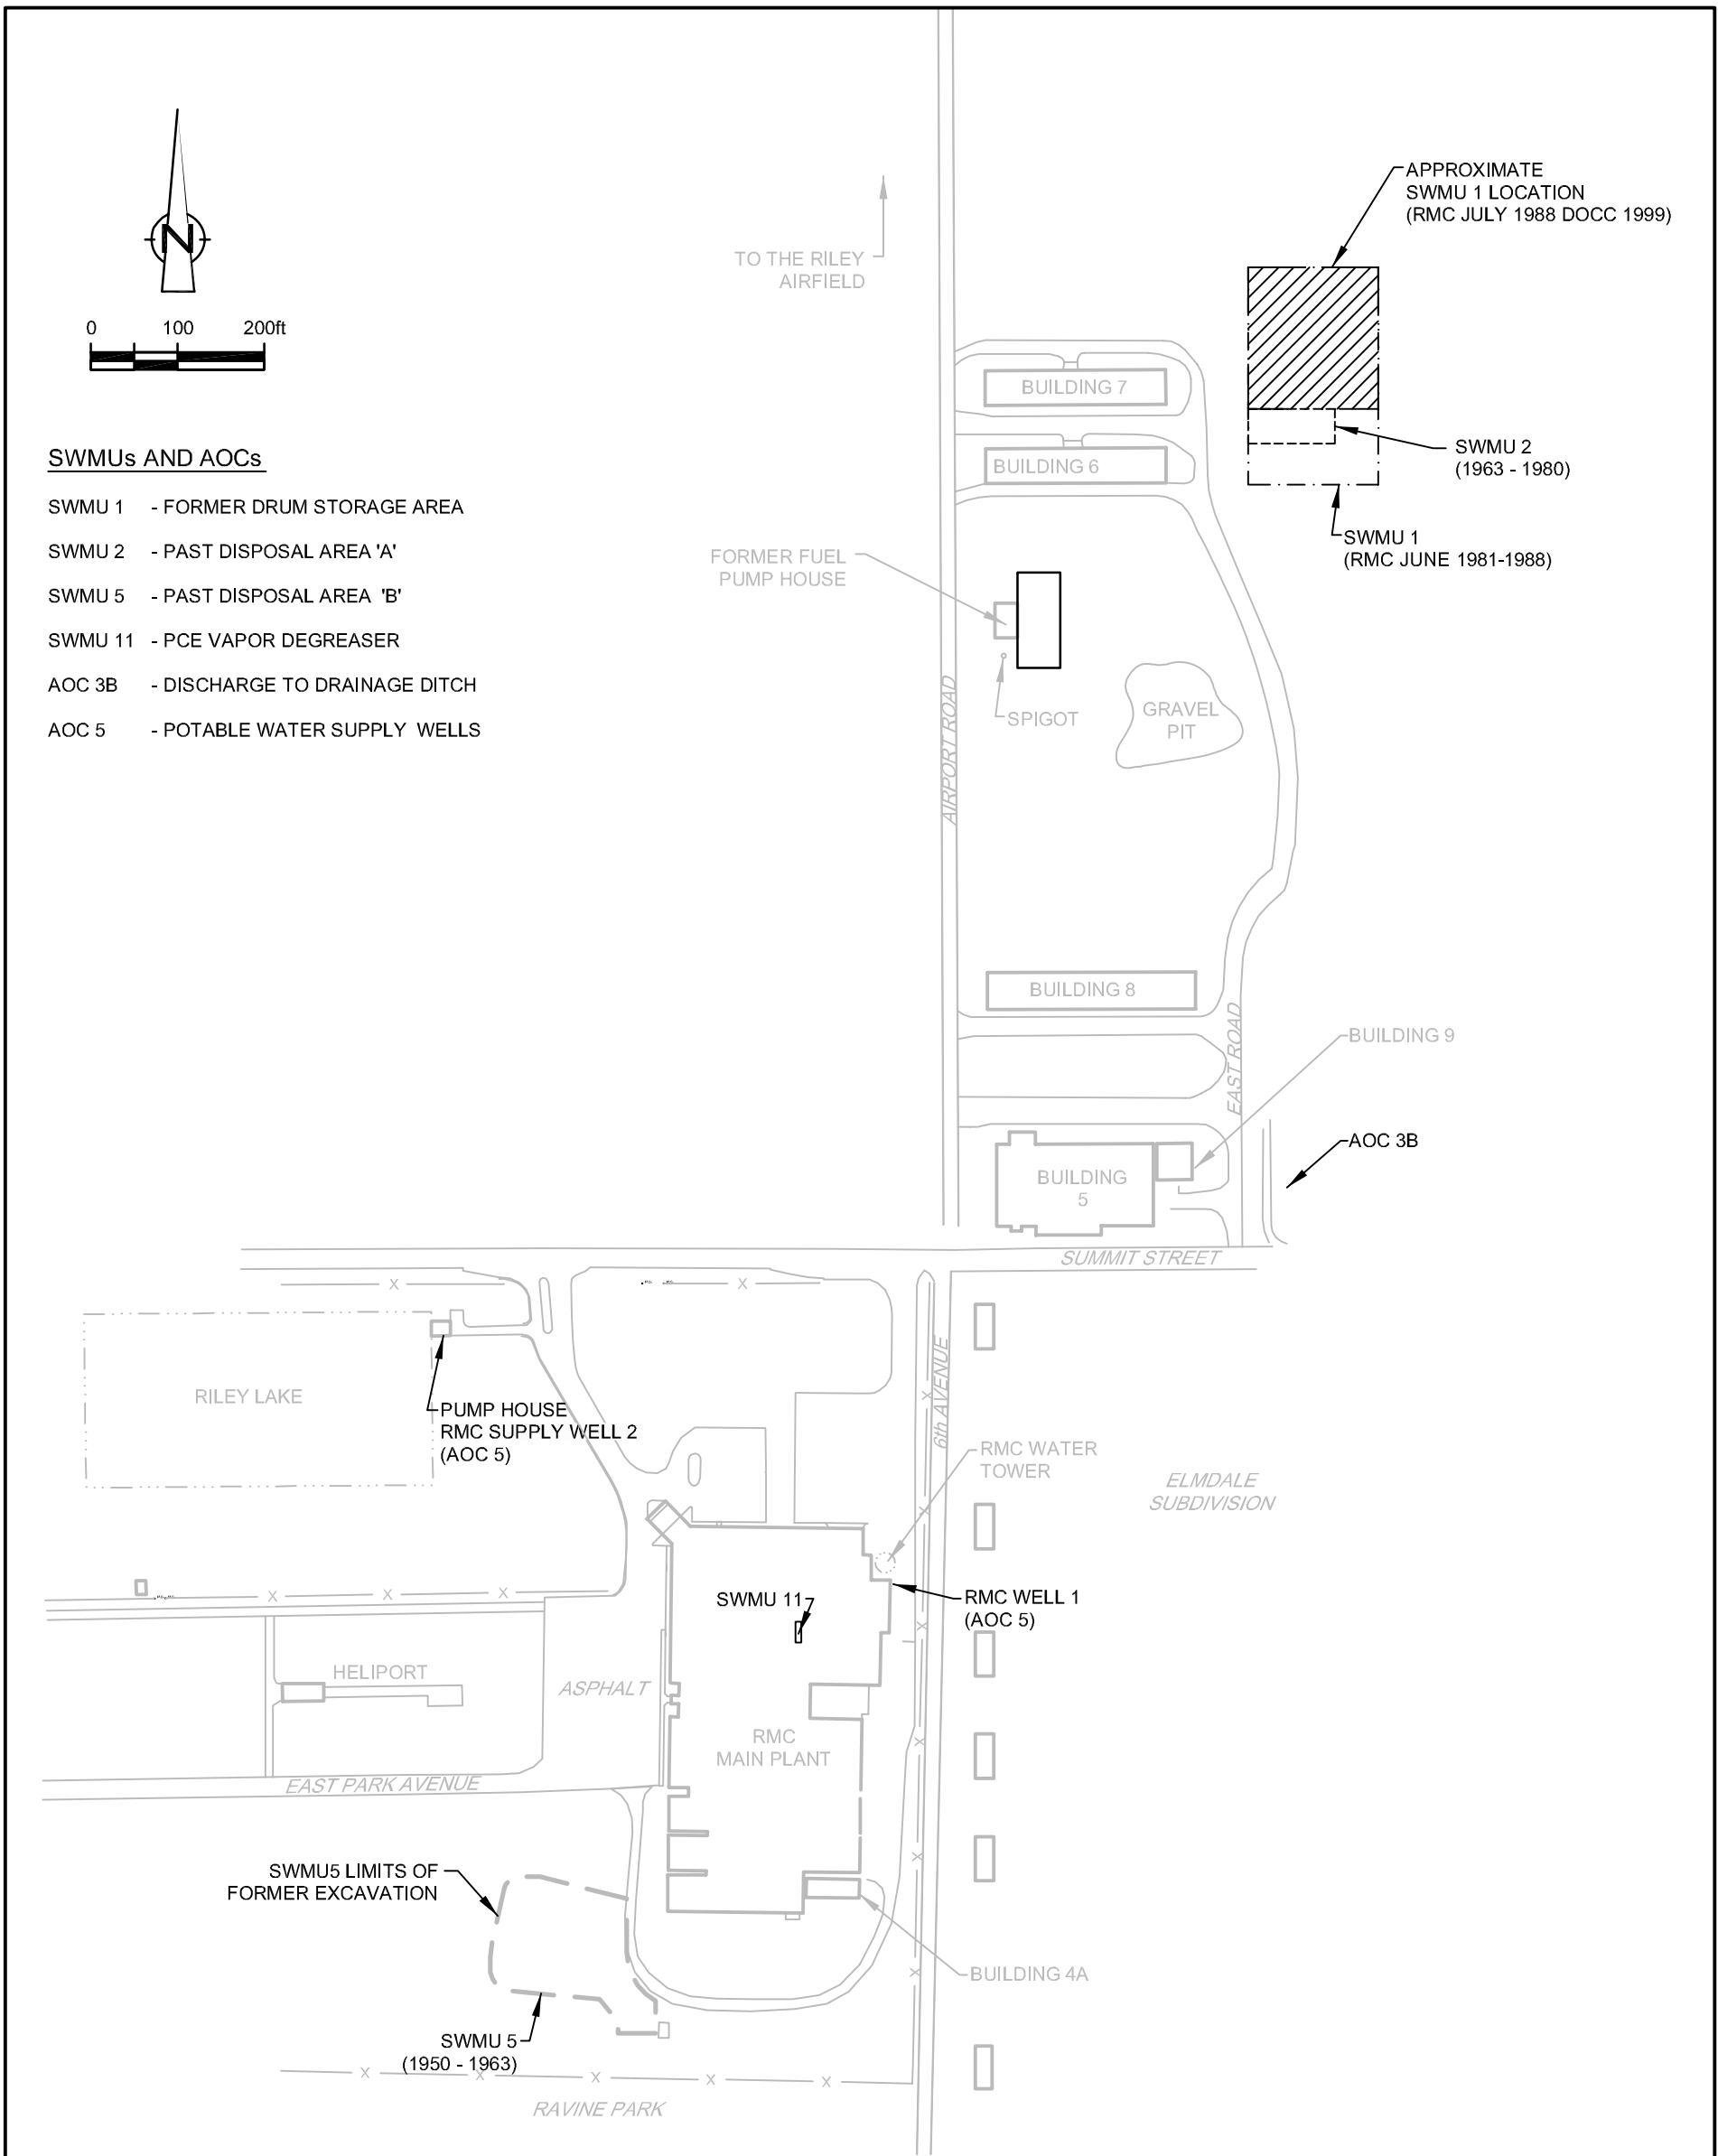 APPROXIMATE
SWMU 1 LOCATION
(RMC JULY 1988 DOCC 1999)
N
TO THE RILEY
AIRFIELD
0 100 200ft
BUILDING 7
SWMU 2
(1963 - 1980)
BUILDING 6
SWMUs AND AOCs
SWMU 1 - FORMER DRUM STORAGE AREA
SWMU 2 - PAST DISPOSAL AREA 'A'
SWMU 5 - PAST DISPOSAL AREA 'B'
SWMU 11 - PCE VAPOR DEGREASER
AOC 3B - DISCHARGE TO DRAINAGE DITCH
AOC 5 - POTABLE WATER SUPPLY WELLS
SWMU 1
(RMC JUNE 1981-1988)
FORMER FUEL
PUMP HOUSE
SPIGOT
GRAVEL
PIT
AIRPORT ROAD
BUILDING 8
EAST ROAD
BUILDING 9
AOC 3B
BUILDING
5
SUMMIT STREET
RILEY LAKE
PUMP HOUSE
RMC SUPPLY WELL 2
(AOC 5)
6th AVENUE
RMC WATER
TOWER
ELMDALE
SUBDIVISION
SWMU 11
RMC WELL 1
(AOC 5)
HELIPORT
ASPHALT
RMC
MAIN PLANT
EAST PARK AVENUE
SWMU5 LIMITS OF
FORMER EXCAVATION
BUILDING 4A
SWMU 5
(1950 - 1963)
RAVINE PARK